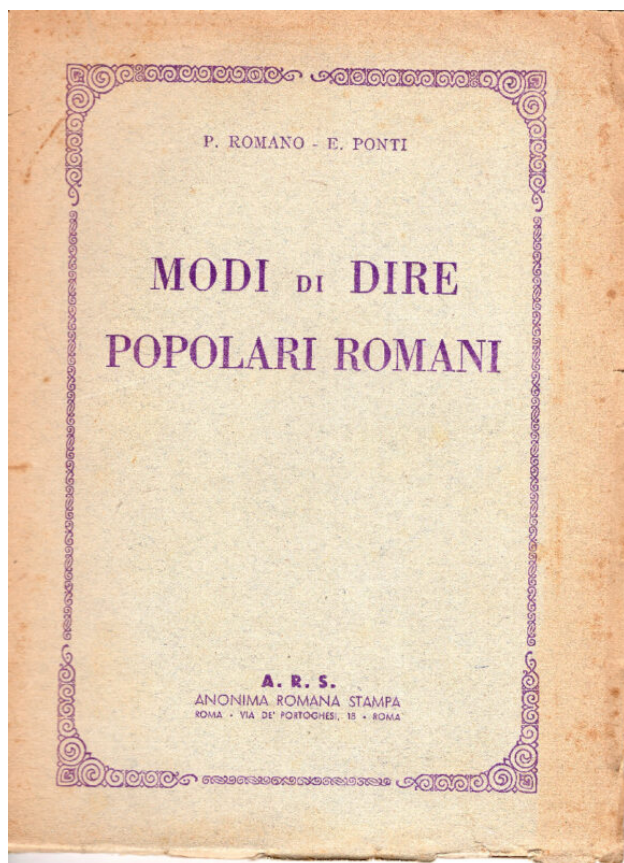 P. ROMANO - E. PONTI
MODI DI DIRE
POPOLARI ROMANI
A. R. S.
ANONIMA ROMANA STAMPA
ROMA - VIA DE' PORTOGHESI, 18 - ROMA